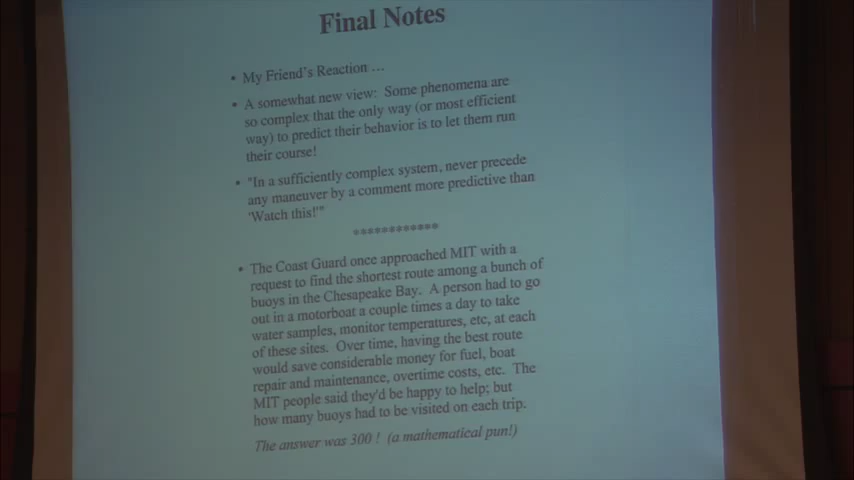 Final Notes
• My Friend's Reaction ...
• A somewhat new view: Some phenomena are
so complex that the only way (or most efficient
way) to predict their behavior is to let them run
their course!
• "In a sufficiently complex system, never precede
any maneuver by a comment more predictive than
'Watch this!'"
************
• The Coast Guard once approached MIT with a
request to find the shortest route among a bunch of
buoys in the Chesapeake Bay. A person had to go
out in a motorboat a couple times a day to take
water samples, monitor temperatures, etc, at each
of these sites. Over time, having the best route
would save considerable money for fuel, boat
repair and maintenance, overtime costs, etc. The
MIT people said they'd be happy to help; but
how many buoys had to be visited on each trip.
The answer was 300 ! (a mathematical pun!)